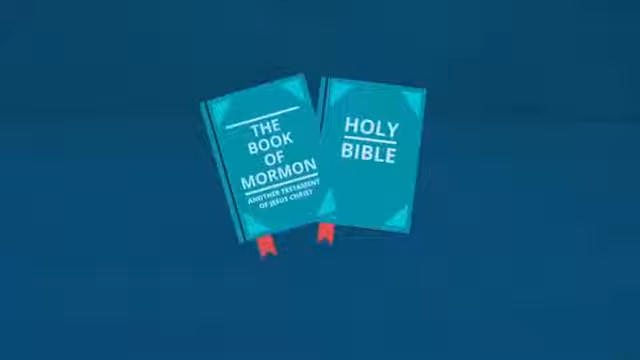 THE
BOOK
OF
MORMON
ANOTHER TESTAMENT
OF JESUS CHRIST
HOLY
BIBLE